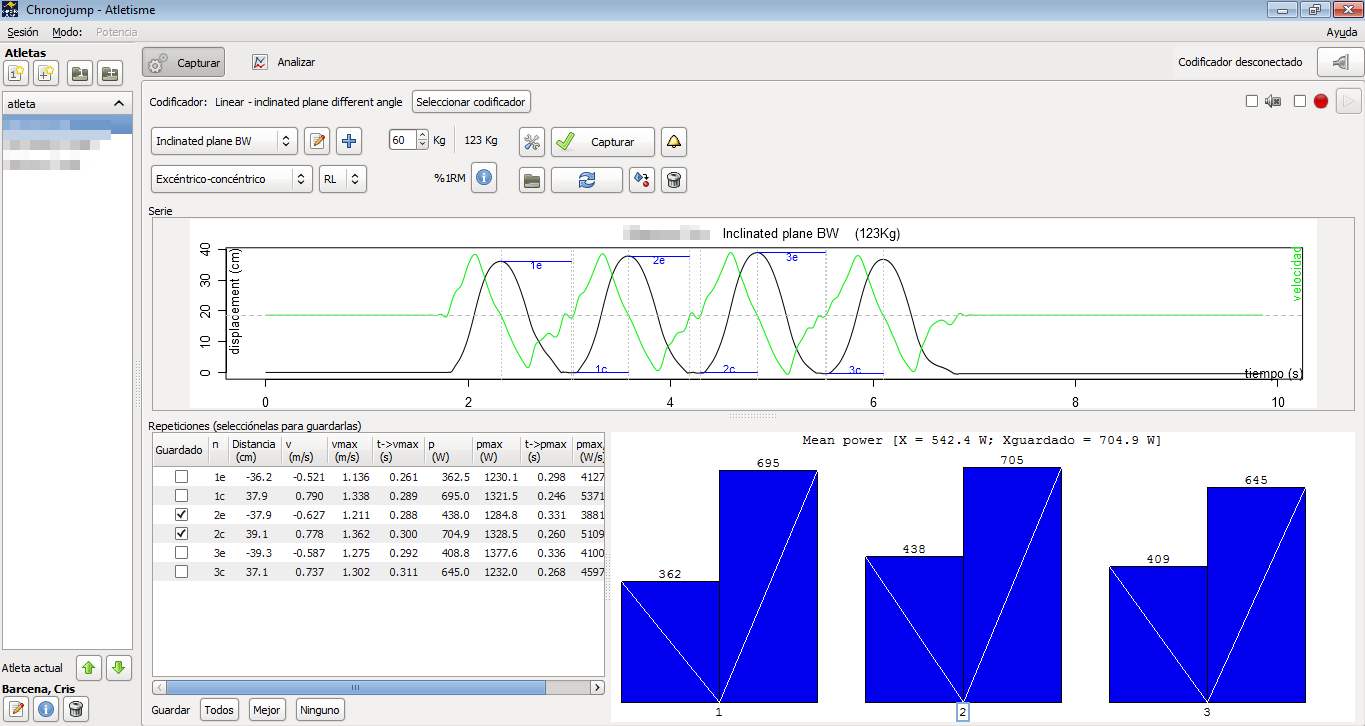 Chronojump - Atletisme
Sesión Modo: Potencia Ayuda
Atletas
Capturar Analizar Codificador desconectado
atleta
Codificador: Linear - inclinated plane different angle Seleccionar codificador
Inclinated plane BW 60 Kg 123 Kg Capturar
Excéntrico-concéntrico RL %1RM
Serie
Inclinated plane BW (123Kg)
displacement (cm)
0 10 20 30 40
velocidad
1e 2e 3e
1c 2c 3c
tiempo (s)
0 2 4 6 8 10
Repeticiones (selecciónelas para guardarlas)
Guardado n Distancia (cm) v (m/s) vmax (m/s) t->vmax (s) p (W) pmax (W) t->pmax (s) pmax/ (W/s
1e -36.2 -0.521 1.136 0.261 362.5 1230.1 0.298 4127
1c 37.9 0.790 1.338 0.289 695.0 1321.5 0.246 5371
2e -37.9 -0.627 1.211 0.288 438.0 1284.8 0.331 3881
2c 39.1 0.778 1.362 0.300 704.9 1328.5 0.260 5109
3e -39.3 -0.587 1.275 0.292 408.8 1377.6 0.336 4100
3c 37.1 0.737 1.302 0.311 645.0 1232.0 0.268 4597
Mean power [X = 542.4 W; Xguardado = 704.9 W]
362 695 438 705 409 645
1 2 3
Atleta actual
Barcena, Cris
Guardar Todos Mejor Ninguno